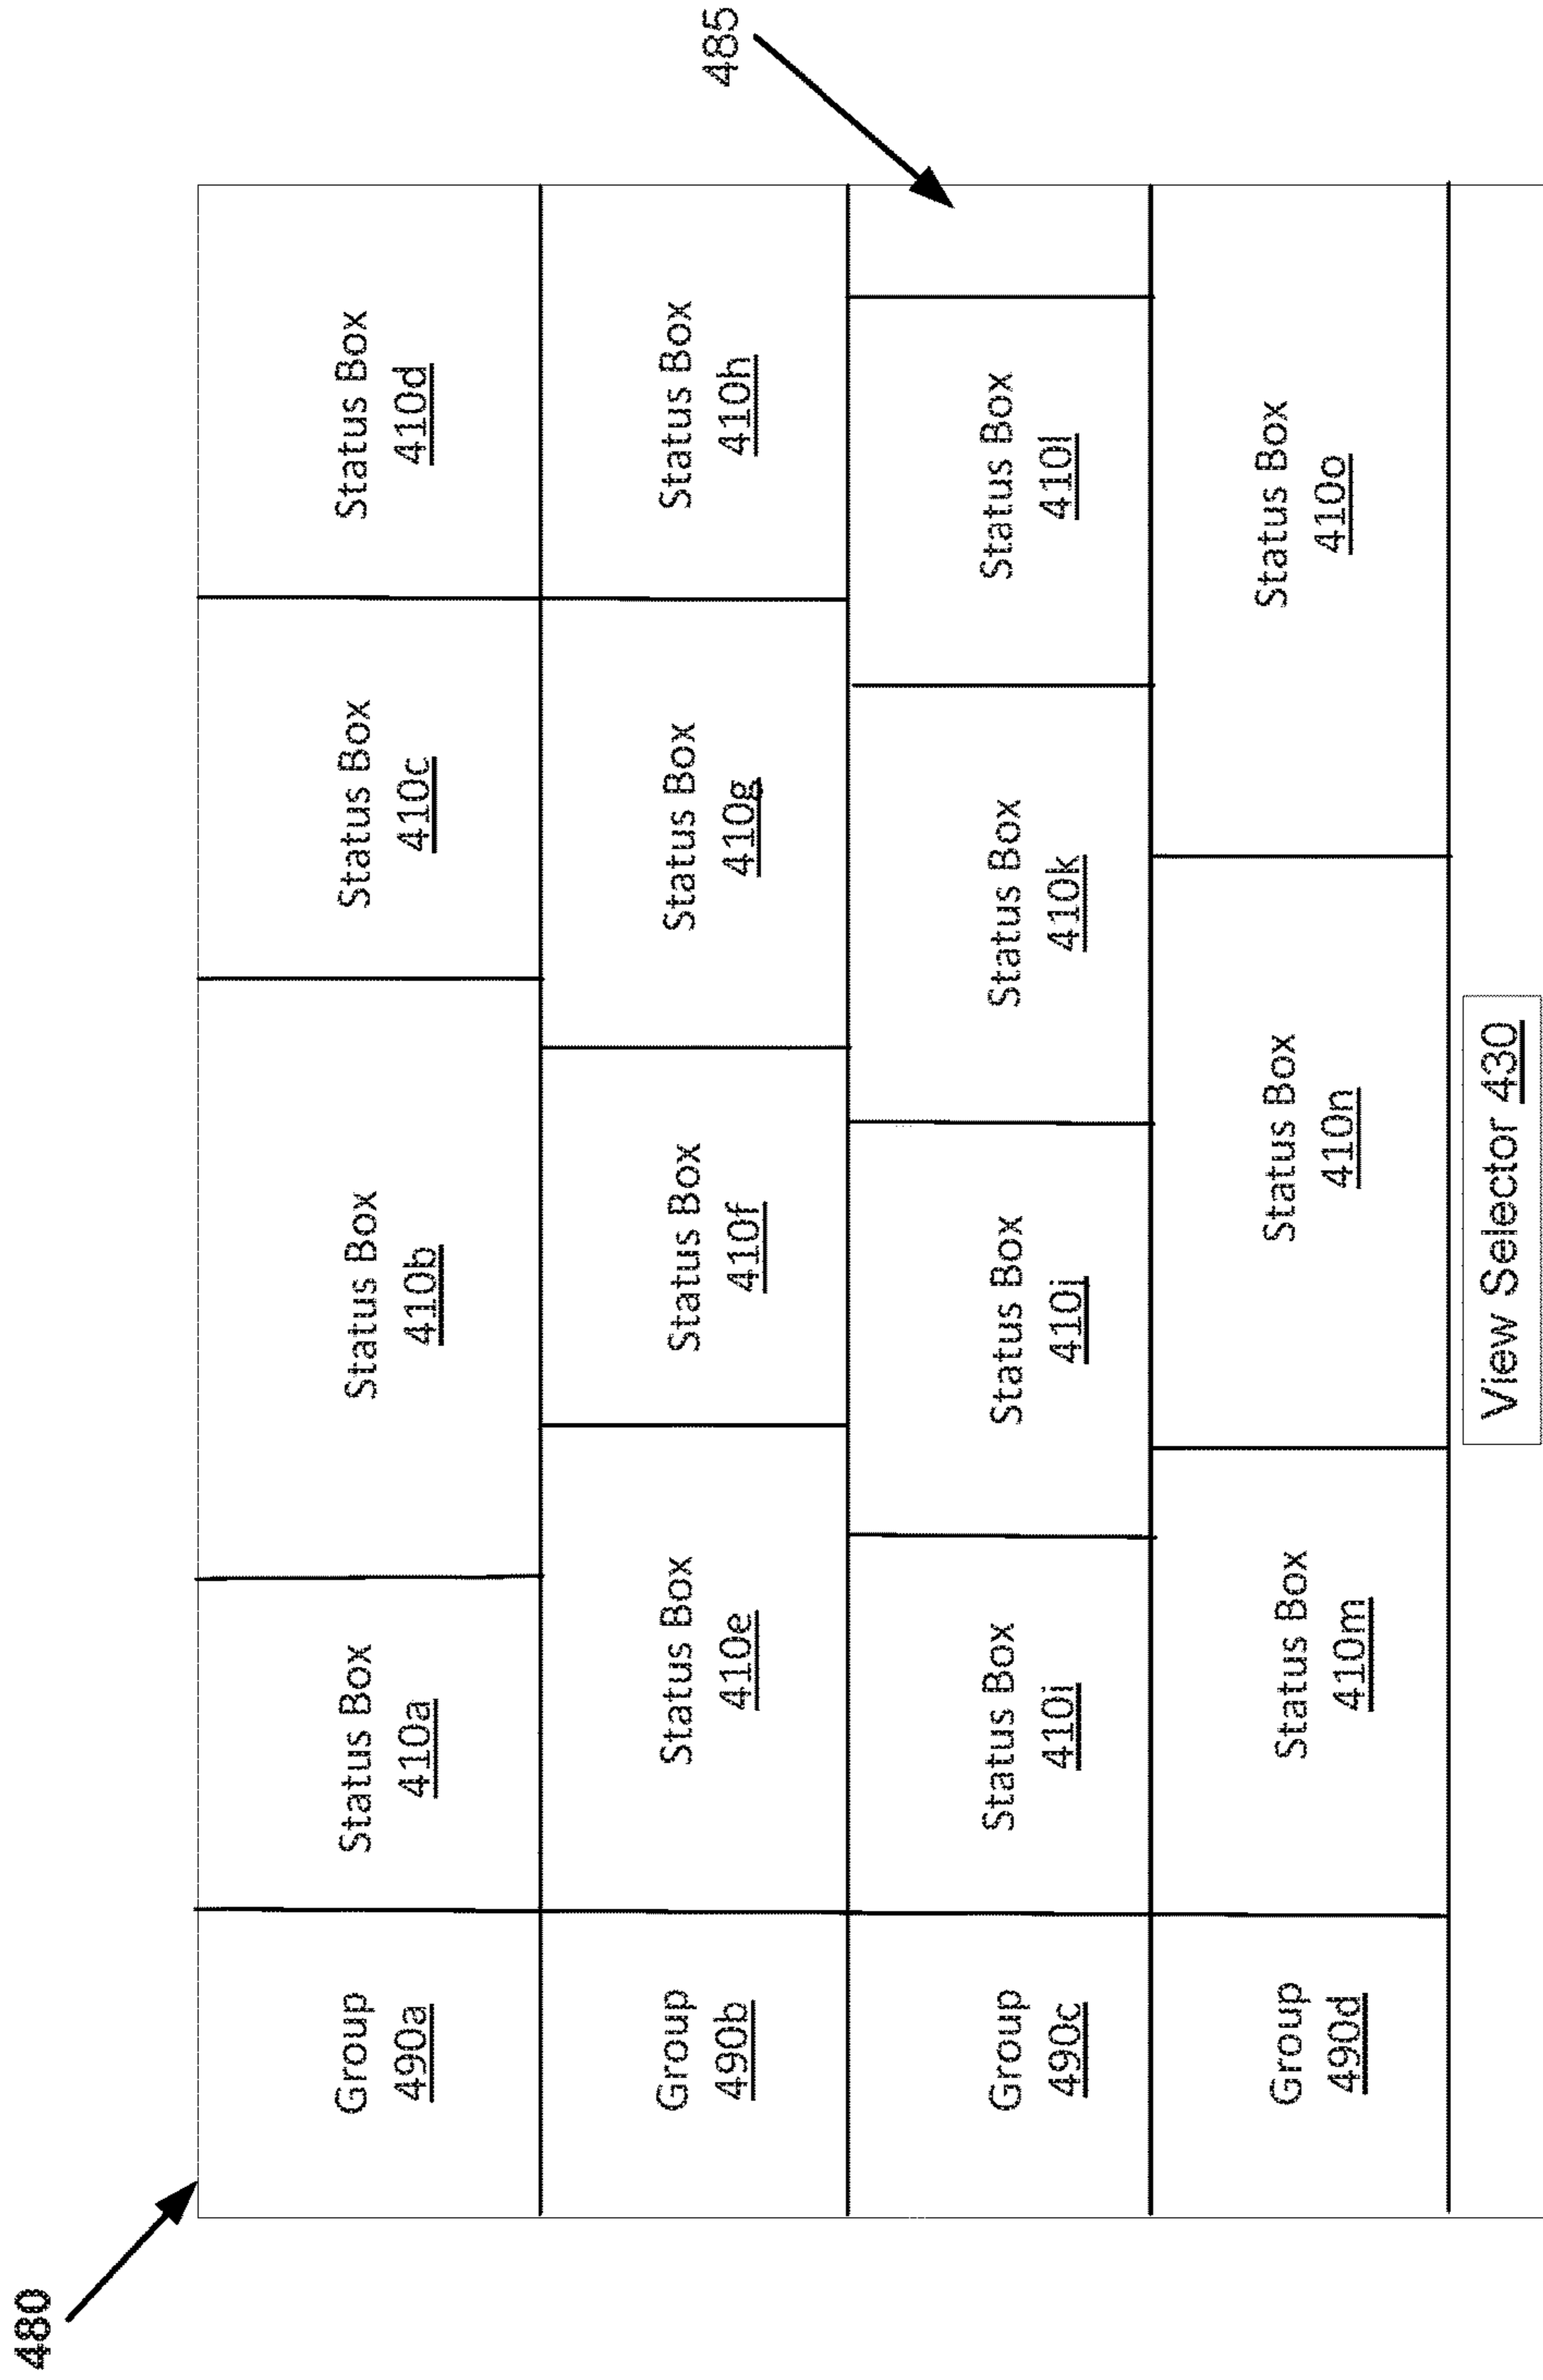 480
485
Group
490a
Status Box
410a
Status Box
410b
Status Box
410c
Status Box
410d
Group
490b
Status Box
410e
Status Box
410f
Status Box
410g
Status Box
410h
Group
490c
Status Box
410i
Status Box
410j
Status Box
410k
Status Box
410l
Group
490d
Status Box
410m
Status Box
410n
Status Box
410o
View Selector 430